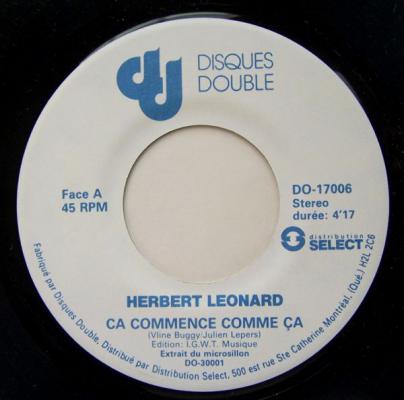 DISQUES
DOUBLE
Face A
45 RPM
DO-17006
Stereo
durée: 4'17
distribution
SELECT
HERBERT LEONARD
CA COMMENCE COMME ÇA
(Vline Buggy/Julien Lepers)
Edition: I.G.W.T. Musique
Extrait du microsillon
DO-30001
Fabriqué par Disques Double, Distribué par Distribution Select, 500 est rue Ste Catherine Montréal, (Qué.) H2L 2C6